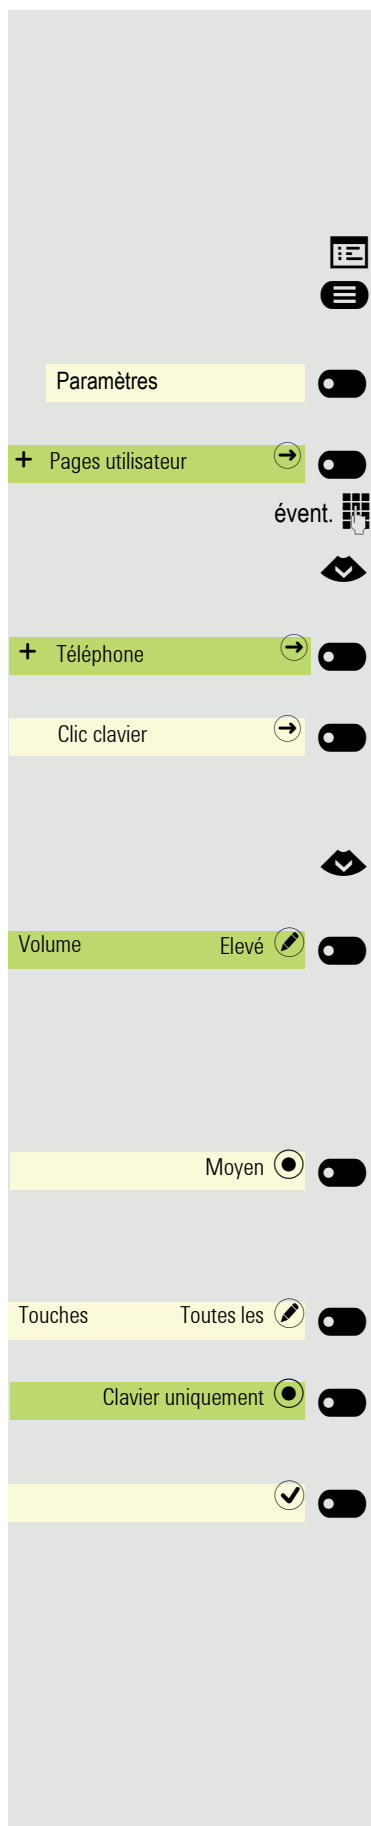 Paramètres
+ Pages utilisateur
évent.
+ Téléphone
Clic clavier
Volume Elevé
Moyen
Touches Toutes les
Clavier uniquement